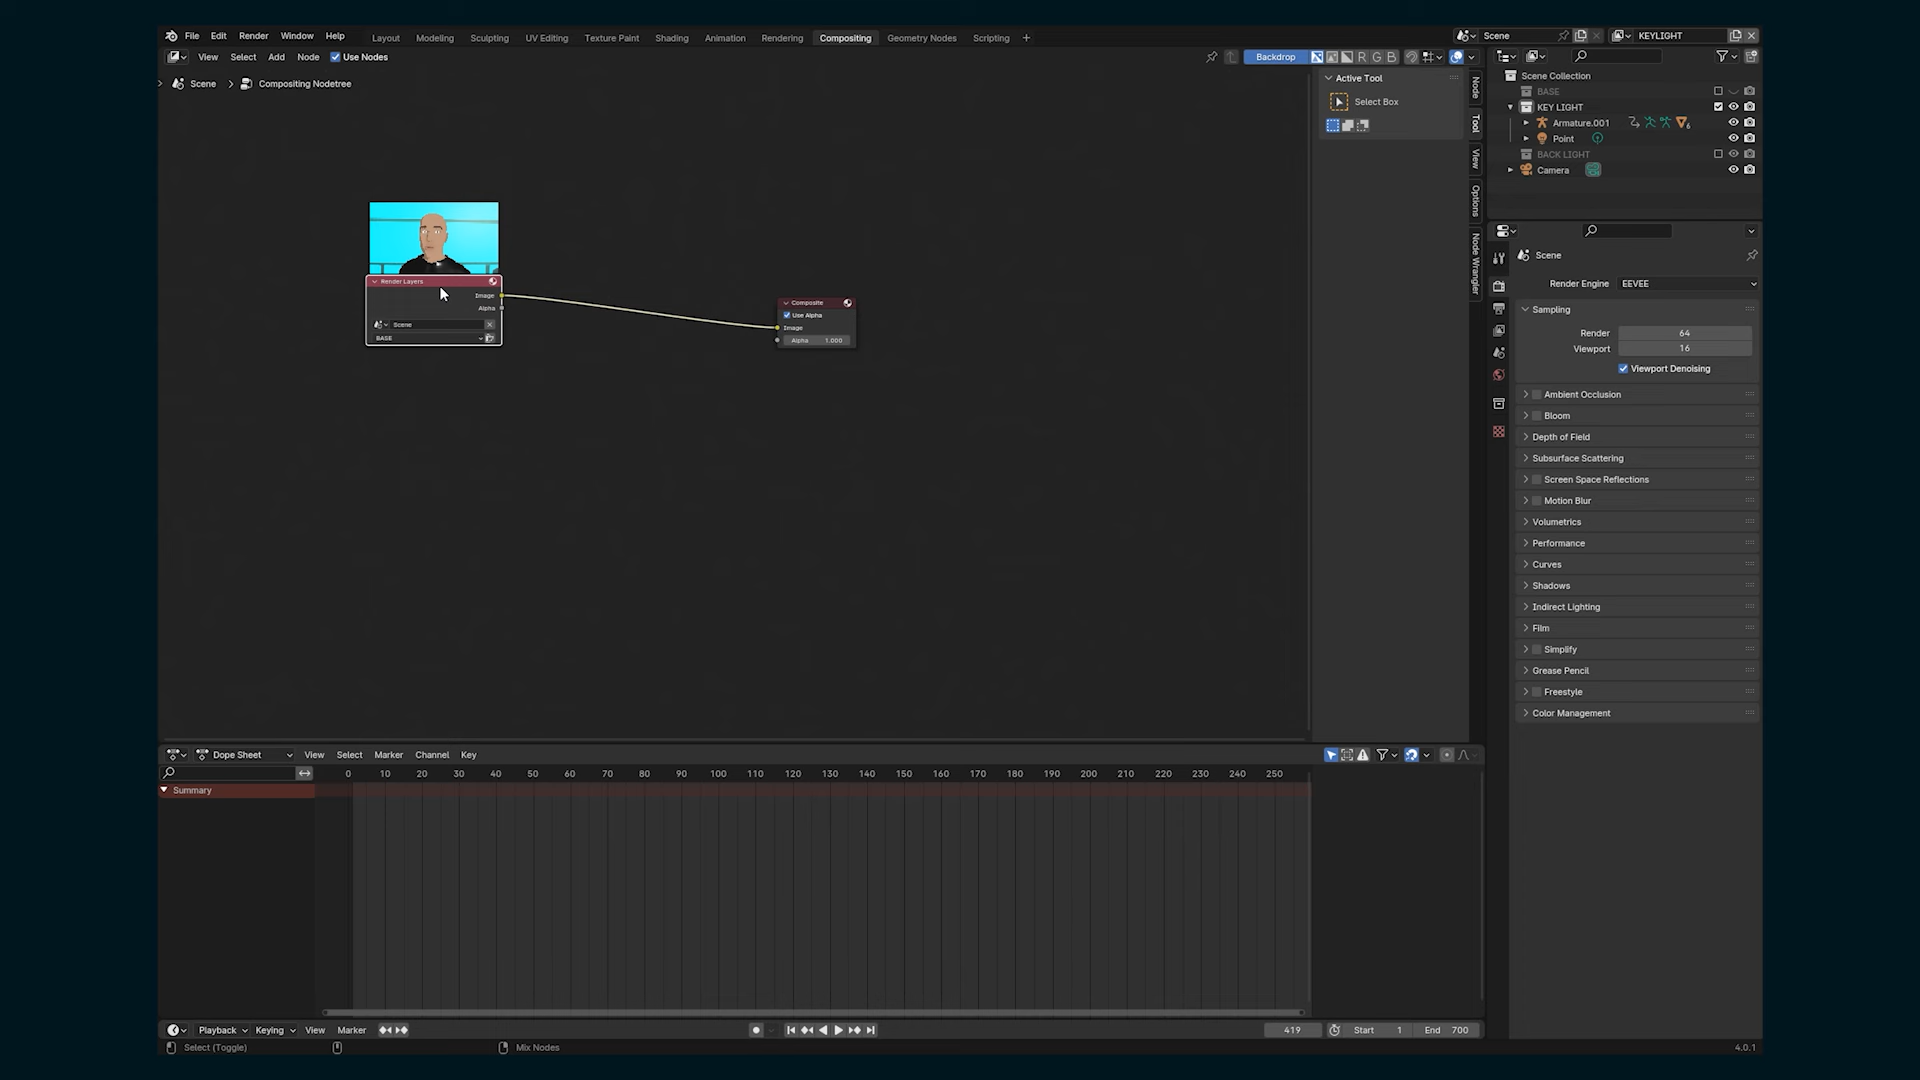 File Edit Render Window Help Layout Modeling Sculpting UV Editing Texture Paint Shading Animation Rendering Compositing Geometry Nodes Scripting + Scene KEYLIGHT
View Select Add Node Use Nodes Backdrop R G B
Scene Compositing Nodetree
Active Tool
Select Box
Node
Tool
View
Options
Node Wrangler
Render Layers
Image
Alpha
Scene
BASE
Composite
Use Alpha
Image
Alpha 1.000
Scene Collection
BASE
KEY LIGHT
Armature.001
6
Point
BACK LIGHT
Camera
Scene
Render Engine EEVEE
Sampling
Render 64
Viewport 16
Viewport Denoising
Ambient Occlusion
Bloom
Depth of Field
Subsurface Scattering
Screen Space Reflections
Motion Blur
Volumetrics
Performance
Curves
Shadows
Indirect Lighting
Film
Simplify
Grease Pencil
Freestyle
Color Management
Dope Sheet View Select Marker Channel Key
0 10 20 30 40 50 60 70 80 90 100 110 120 130 140 150 160 170 180 190 200 210 220 230 240 250
Summary
Playback Keying View Marker 419 Start 1 End 700
Select (Toggle) Mix Nodes 4.0.1